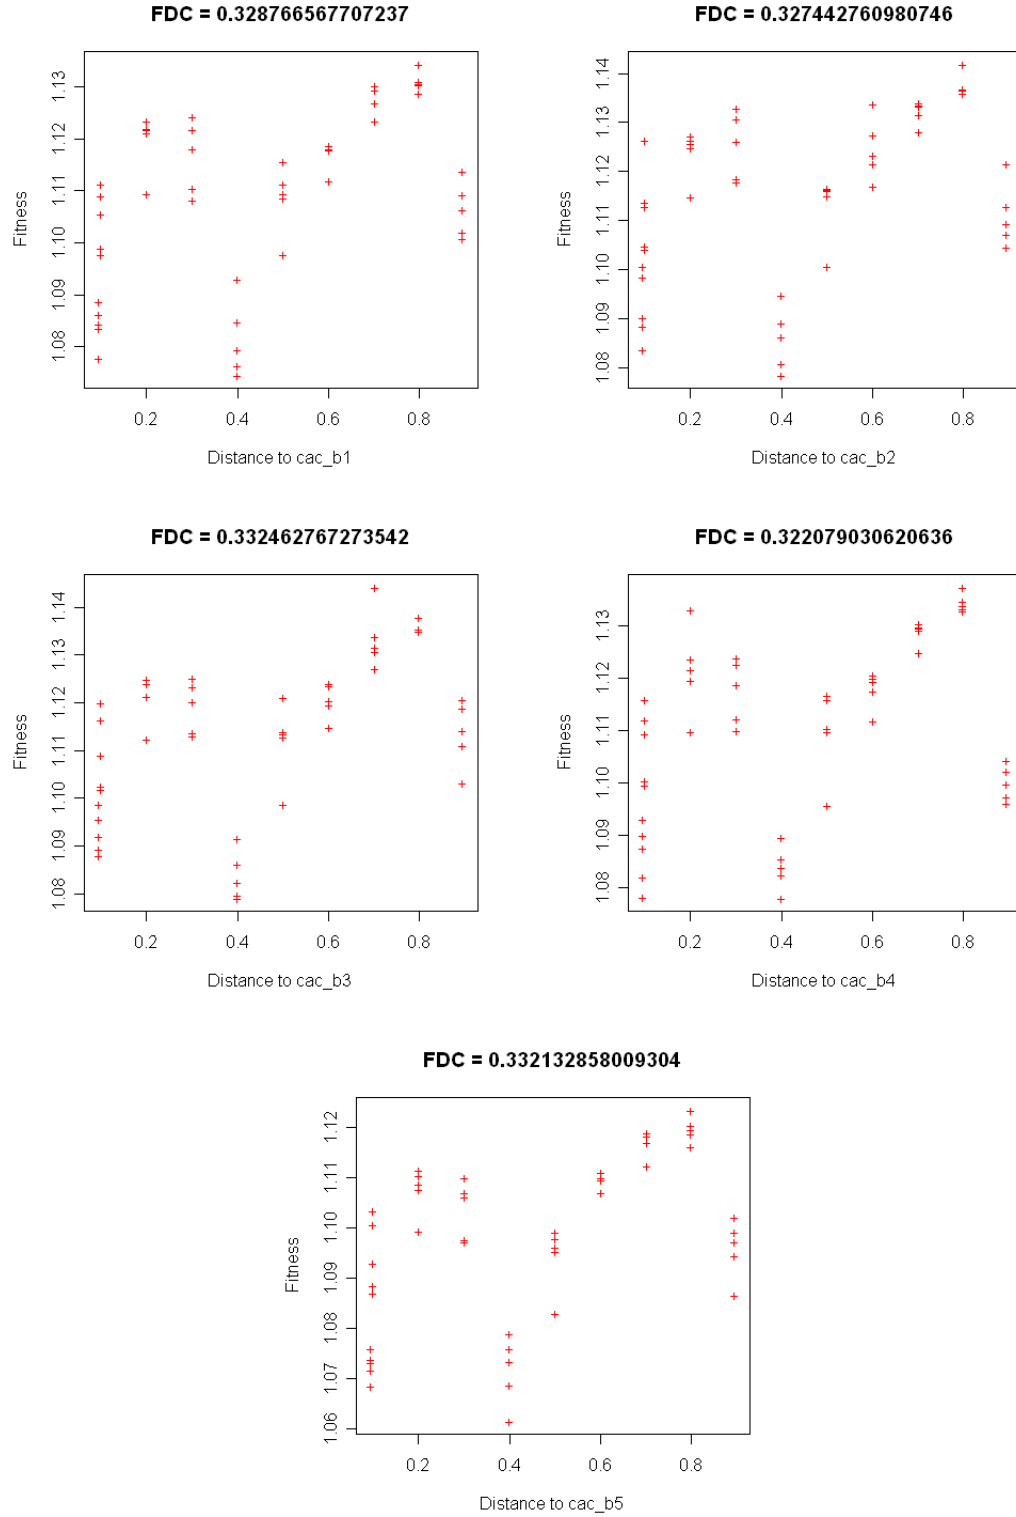 FDC = 0.328766567707237
Fitness
1.13
1.12
1.11
1.10
1.09
1.08
0.2 0.4 0.6 0.8
Distance to cac_b1
FDC = 0.327442760980746
Fitness
1.14
1.13
1.12
1.11
1.10
1.09
1.08
0.2 0.4 0.6 0.8
Distance to cac_b2
FDC = 0.332462767273542
Fitness
1.14
1.13
1.12
1.11
1.10
1.09
1.08
0.2 0.4 0.6 0.8
Distance to cac_b3
FDC = 0.322079030620636
Fitness
1.13
1.12
1.11
1.10
1.09
1.08
0.2 0.4 0.6 0.8
Distance to cac_b4
FDC = 0.332132858009304
Fitness
1.12
1.11
1.10
1.09
1.08
1.07
1.06
0.2 0.4 0.6 0.8
Distance to cac_b5